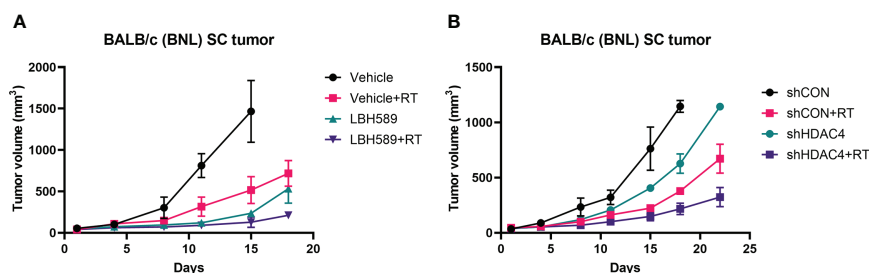 A
BALB/c (BNL) SC tumor
Tumor volume (mm³)
2000
1500
1000
500
0
0
5
10
15
20
Days
Vehicle
Vehicle+RT
LBH589
LBH589+RT
B
BALB/c (BNL) SC tumor
Tumor volume (mm³)
1500
1000
500
0
0
5
10
15
20
25
Days
shCON
shCON+RT
shHDAC4
shHDAC4+RT